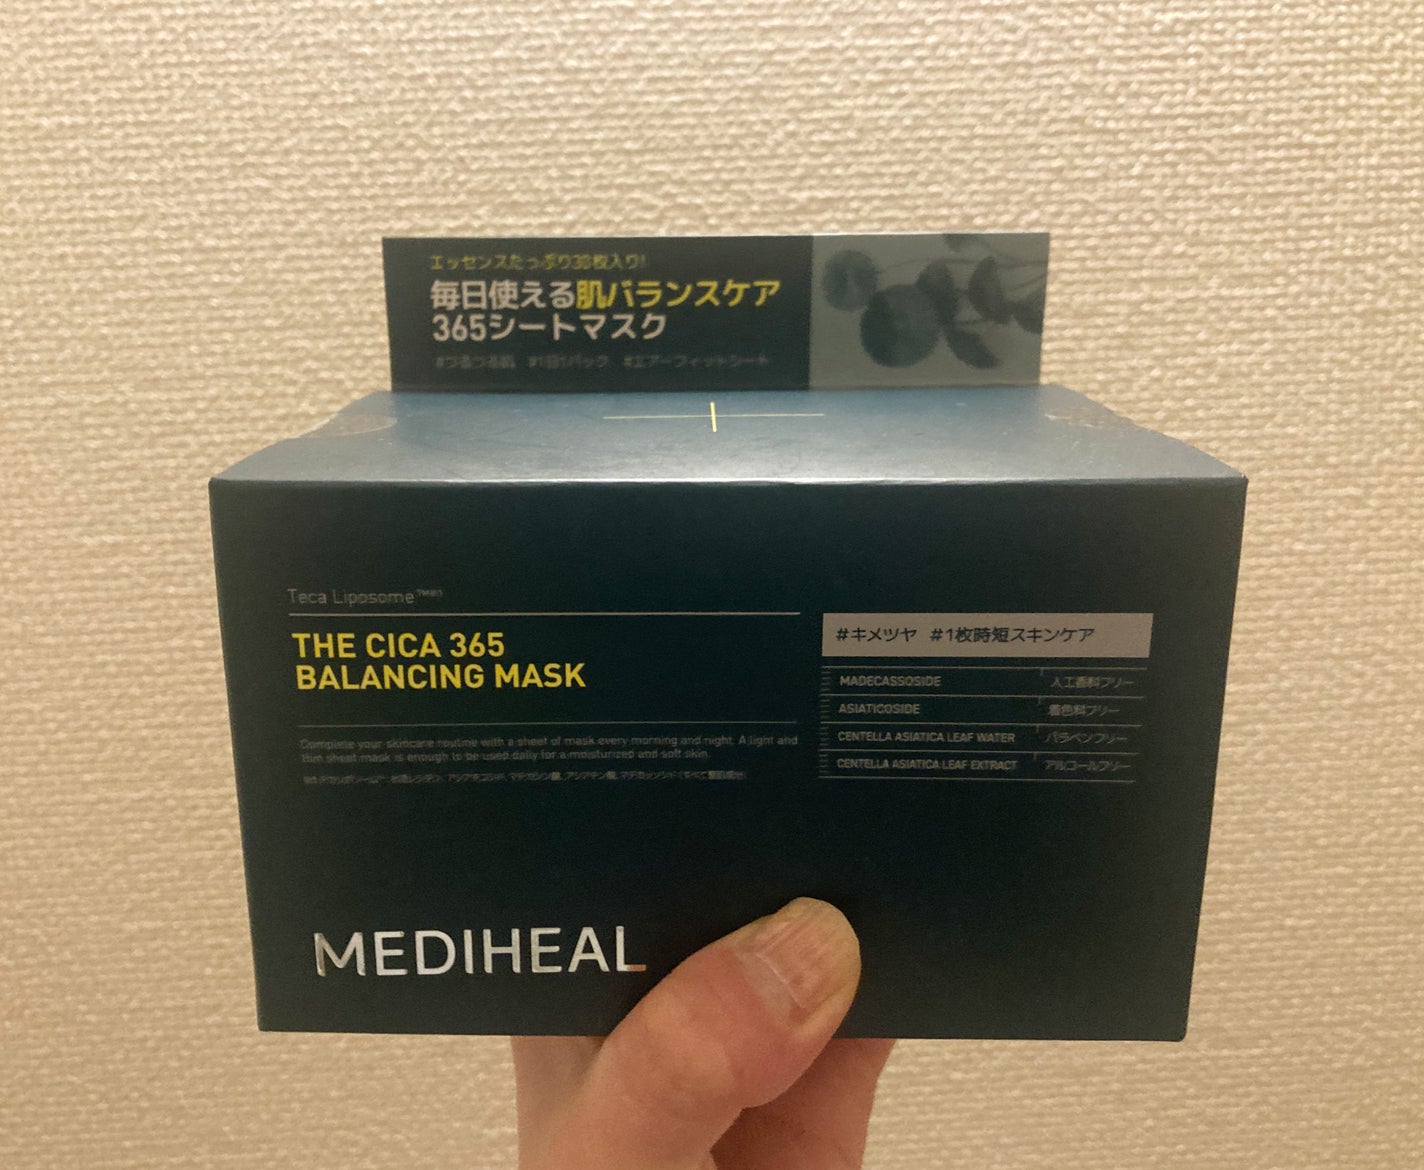 エッセンスたっぷり30枚入り!
毎日使える肌バランスケア
365シートマスク
#つるつる肌 #1日1パック #エアーフィットシート
Teca Liposome™
THE CICA 365
BALANCING MASK
Complete your skincare routine with a sheet of mask every morning and night. A light and
thin sheet mask is enough to be used daily for a moisturized and soft skin.
#キメツヤ #1枚時短スキンケア
MADECASSOSIDE 人工香料フリー
ASIATICOSIDE 着色料フリー
CENTELLA ASIATICA LEAF WATER パラベンフリー
CENTELLA ASIATICA LEAF EXTRACT アルコールフリー
MEDIHEAL